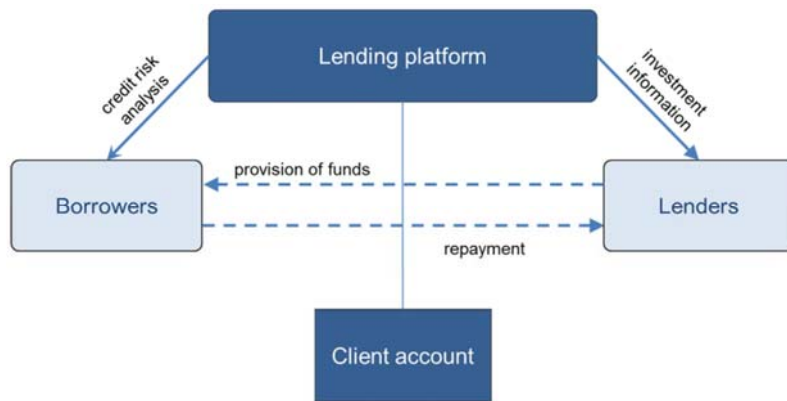 Lending platform
credit risk
analysis
investment
information
provision of funds
Borrowers
Lenders
repayment
Client account